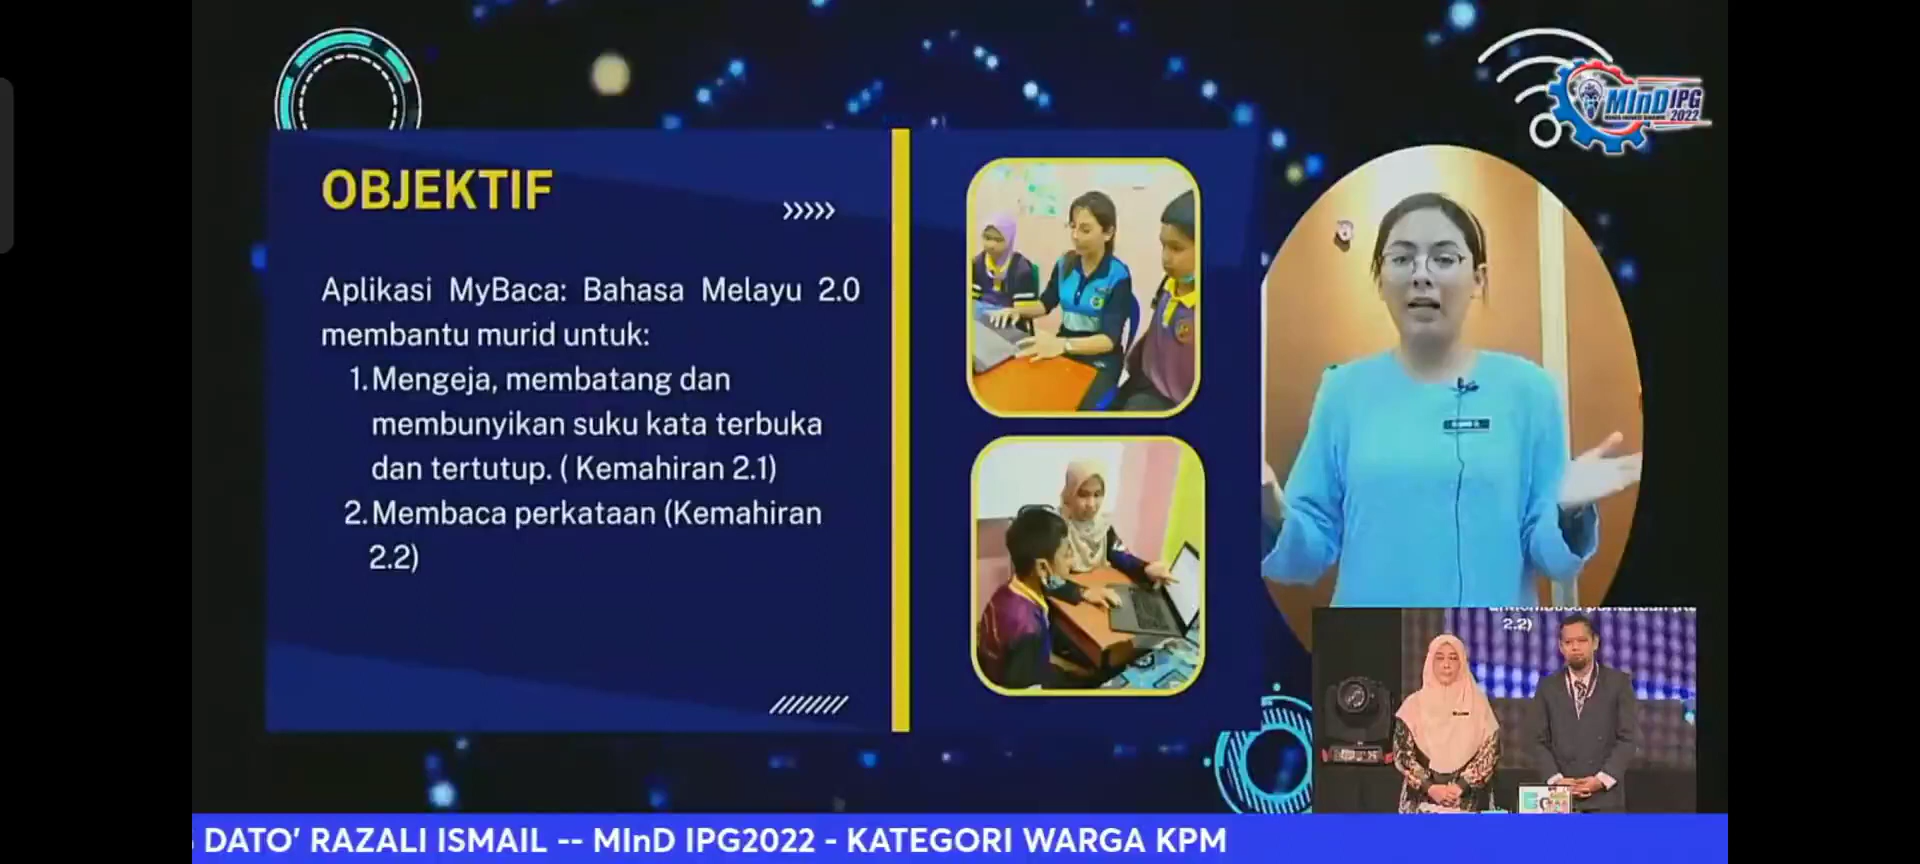 MInD IPG
2022
OBJEKTIF
Aplikasi MyBaca: Bahasa Melayu 2.0
membantu murid untuk:
1. Mengeja, membatang dan
membunyikan suku kata terbuka
dan tertutup. ( Kemahiran 2.1)
2. Membaca perkataan (Kemahiran
2.2)
2.2)
DATO' RAZALI ISMAIL -- MInD IPG2022 - KATEGORI WARGA KPM